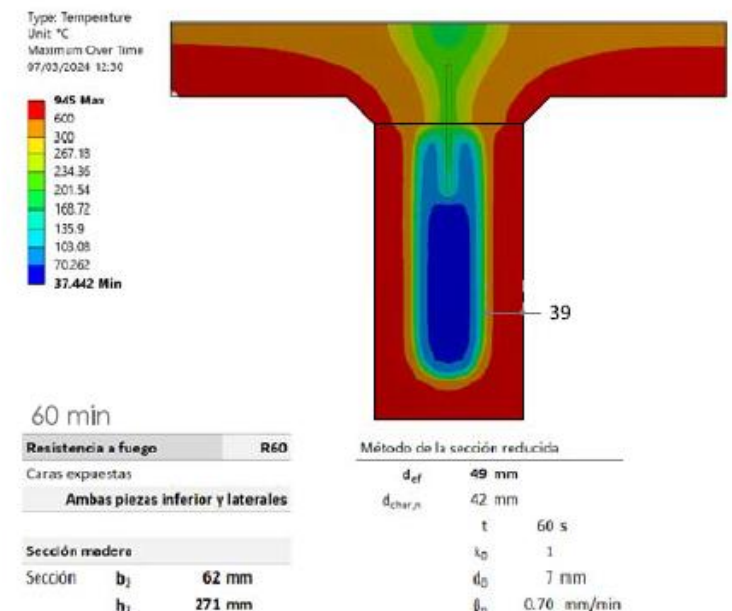 Type: Temperature
Unit °C
Maximum Over Time
07/03/2024 12:30
945 Max
600
300
267.18
234.36
201.54
168.72
135.9
103.08
70.262
37.442 Min
39
60 min
Resistencia a fuego R60
Caras expuestas
Ambas piezas inferior y laterales
Sección madera
Sección b₂ 62 mm
271 mm
Método de la sección reducida
def 49 mm
dchar,n 42 mm
t 60 s
k₀ 1
d₀ 7 mm
βn 0.70 mm/min